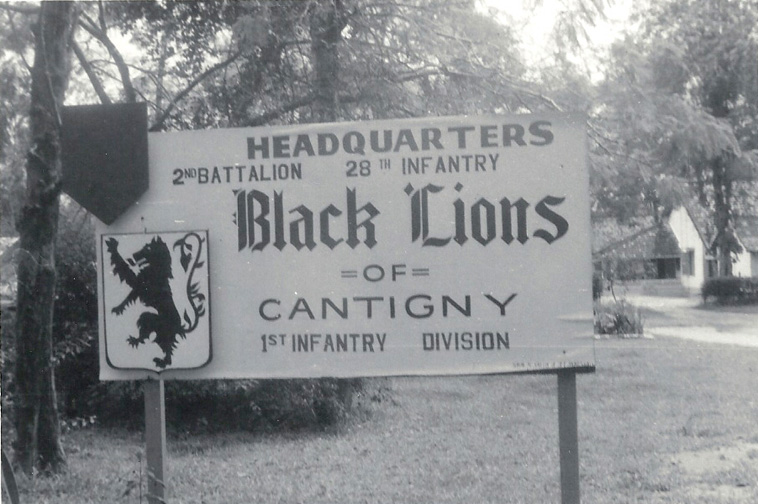 HEADQUARTERS
2ND BATTALION 28TH INFANTRY
Black Lions
=OF=
CANTIGNY
1ST INFANTRY DIVISION